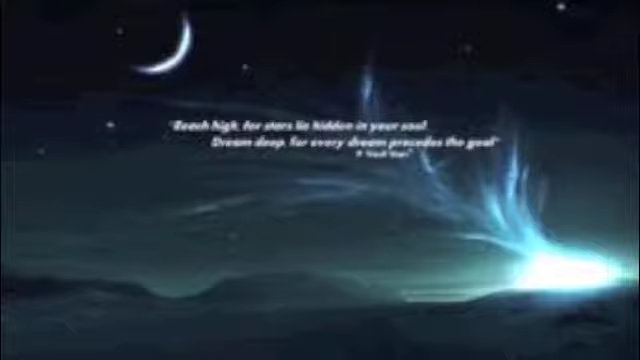 "Reach high, for stars lie hidden in your soul.
Dream deep, for every dream precedes the goal"